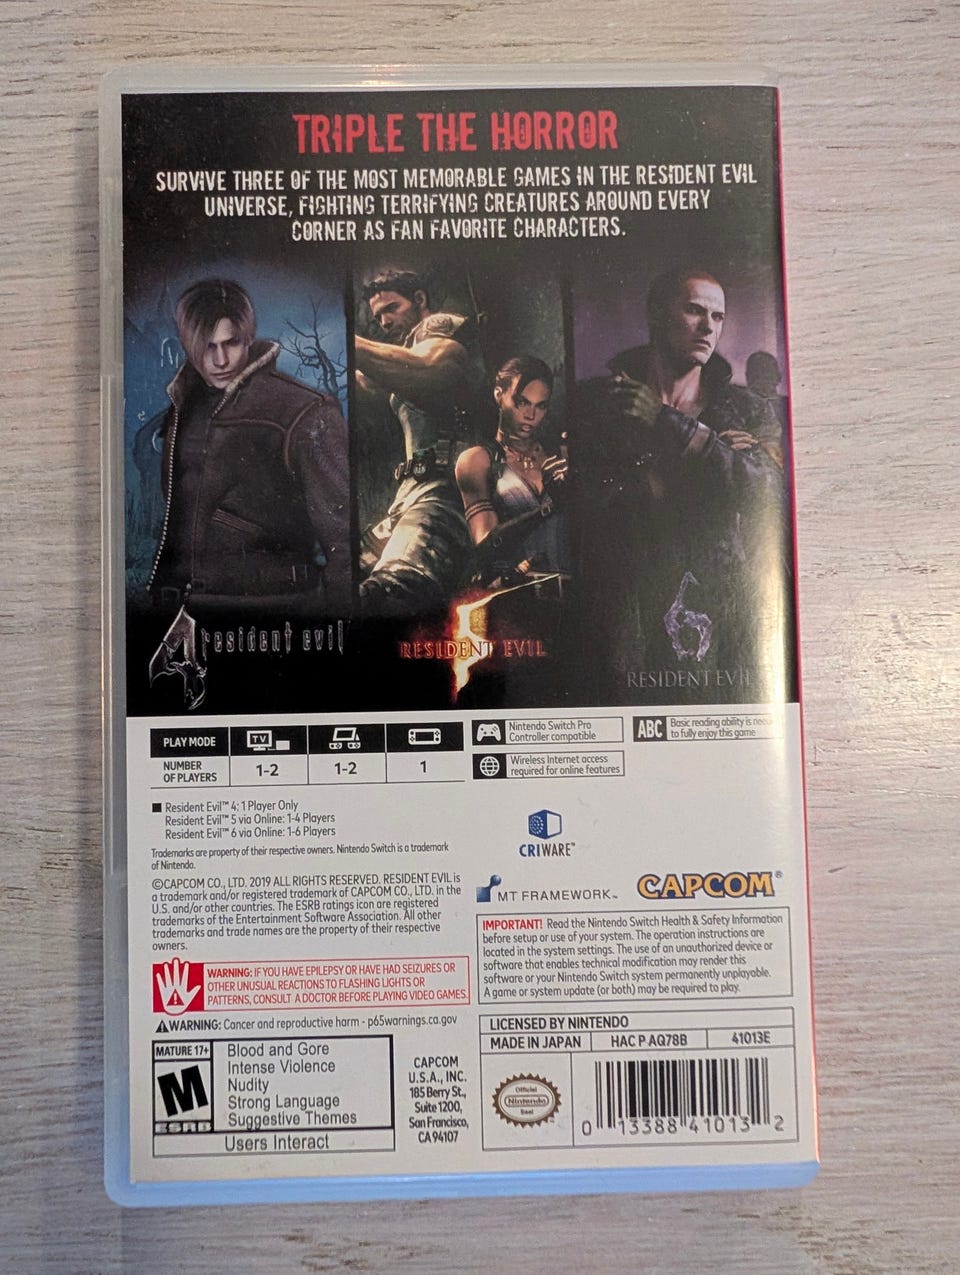 TRIPLE THE HORROR
SURVIVE THREE OF THE MOST MEMORABLE GAMES IN THE RESIDENT EVIL
UNIVERSE, FIGHTING TERRIFYING CREATURES AROUND EVERY
CORNER AS FAN FAVORITE CHARACTERS.
4 resident evil
RESIDENT 5 EVIL
6
RESIDENT EVIL
PLAY MODE
TV
NUMBER
OF PLAYERS
1-2
1-2
1
Nintendo Switch Pro
Controller compatible
ABC
Basic reading ability is
to fully enjoy this game
Wireless Internet access
required for online features
■ Resident Evil™ 4: 1 Player Only
Resident Evil™ 5 via Online: 1-4 Players
Resident Evil™ 6 via Online: 1-6 Players
Trademarks are property of their respective owners. Nintendo Switch is a trademark
of Nintendo.
©CAPCOM CO., LTD. 2019 ALL RIGHTS RESERVED. RESIDENT EVIL is
a trademark and/or registered trademark of CAPCOM CO., LTD. in the
U.S. and/or other countries. The ESRB ratings icon are registered
trademarks of the Entertainment Software Association. All other
trademarks and trade names are the property of their respective
owners.
CRIWARE™
MT FRAMEWORK™
CAPCOM®
WARNING: IF YOU HAVE EPILEPSY OR HAVE HAD SEIZURES OR
OTHER UNUSUAL REACTIONS TO FLASHING LIGHTS OR
PATTERNS, CONSULT A DOCTOR BEFORE PLAYING VIDEO GAMES.
IMPORTANT! Read the Nintendo Switch Health & Safety Information
before setup or use of your system. The operation instructions are
located in the system settings. The use of an unauthorized device or
software that enables technical modification may render this
software or your Nintendo Switch system permanently unplayable.
A game or system update (or both) may be required to play.
⚠WARNING: Cancer and reproductive harm - p65warnings.ca.gov
MATURE 17+
M
ESRB
Blood and Gore
Intense Violence
Nudity
Strong Language
Suggestive Themes
Users Interact
CAPCOM
U.S.A., INC.
185 Berry St.,
Suite 1200,
San Francisco,
CA 94107
LICENSED BY NINTENDO
MADE IN JAPAN
HAC P AQ78B
41013E
Official
Nintendo
Seal
0 13388 41013 2